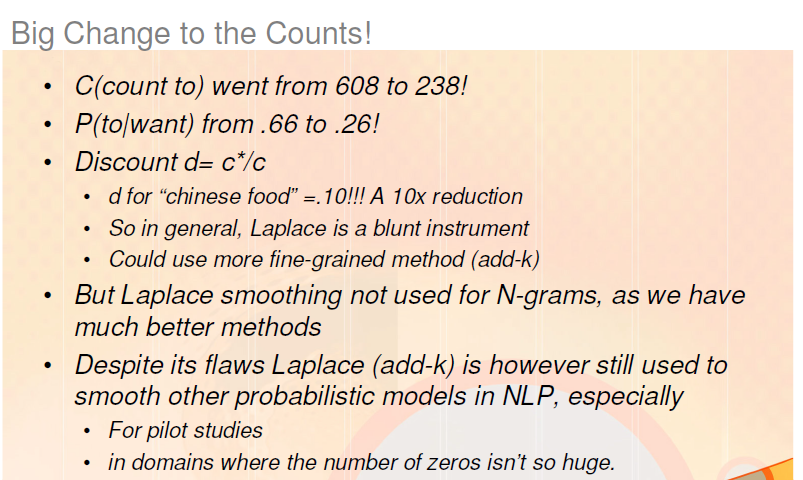 Big Change to the Counts!
• C(count to) went from 608 to 238!
• P(to|want) from .66 to .26!
• Discount d= c*/c
• d for “chinese food” =.10!!! A 10x reduction
• So in general, Laplace is a blunt instrument
• Could use more fine-grained method (add-k)
• But Laplace smoothing not used for N-grams, as we have
much better methods
• Despite its flaws Laplace (add-k) is however still used to
smooth other probabilistic models in NLP, especially
• For pilot studies
• in domains where the number of zeros isn’t so huge.